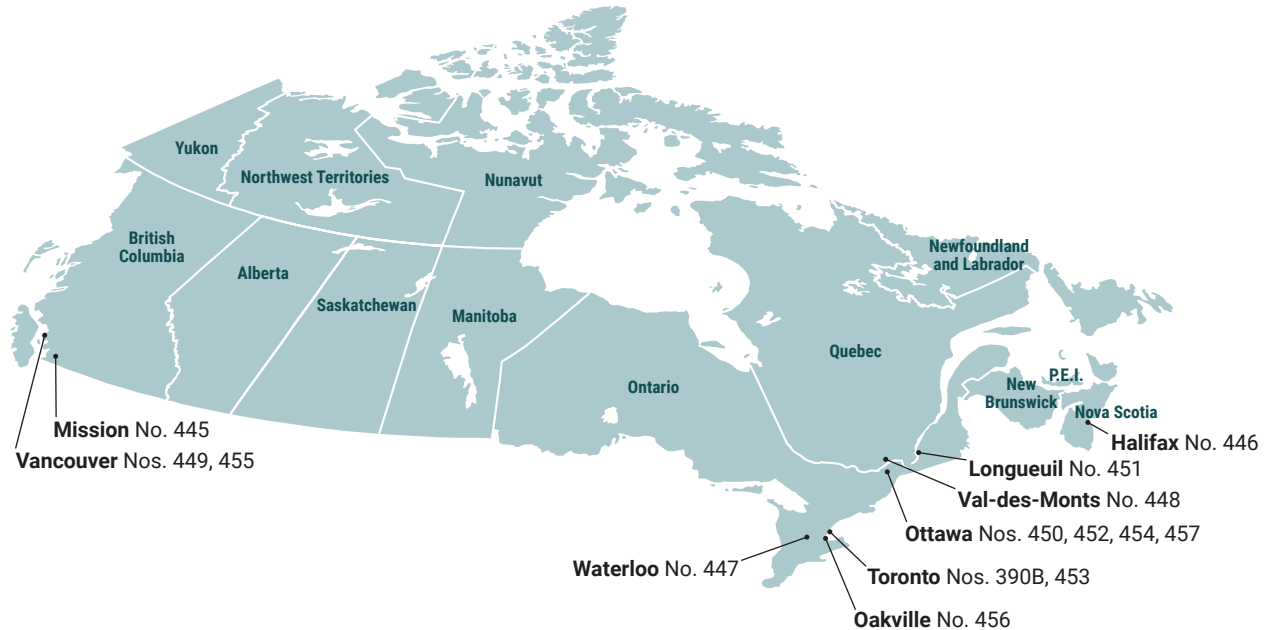 Yukon
Northwest Territories
Nunavut
British
Columbia
Alberta
Saskatchewan
Manitoba
Ontario
Quebec
Newfoundland
and Labrador
P.E.I.
New
Brunswick
Nova Scotia
Mission No. 445
Vancouver Nos. 449, 455
Halifax No. 446
Longueuil No. 451
Val-des-Monts No. 448
Ottawa Nos. 450, 452, 454, 457
Waterloo No. 447
Toronto Nos. 390B, 453
Oakville No. 456